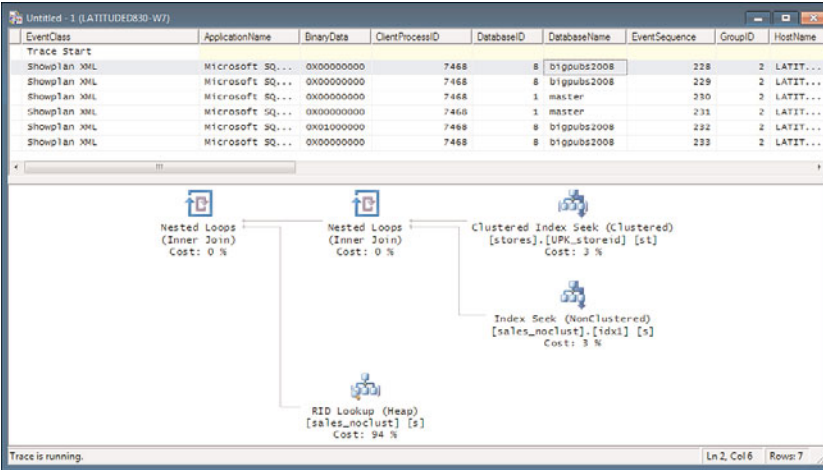 Untitled - 1 (LATITUDED830-W7)
EventClass ApplicationName BinaryData ClientProcessID DatabaseID DatabaseName EventSequence GroupID HostName
Trace Start
Showplan XML Microsoft SQ... 0X00000000 7468 8 bigpubs2008 228 2 LATIT...
Showplan XML Microsoft SQ... 0X00000000 7468 8 bigpubs2008 229 2 LATIT...
Showplan XML Microsoft SQ... 0X00000000 7468 1 master 230 2 LATIT...
Showplan XML Microsoft SQ... 0X00000000 7468 1 master 231 2 LATIT...
Showplan XML Microsoft SQ... 0X01000000 7468 8 bigpubs2008 232 2 LATIT...
Showplan XML Microsoft SQ... 0X00000000 7468 8 bigpubs2008 233 2 LATIT...
Nested Loops
(Inner Join)
Cost: 0 %
Nested Loops
(Inner Join)
Cost: 0 %
Clustered Index Seek (Clustered)
[stores].[UPK_storeid] [st]
Cost: 3 %
Index Seek (NonClustered)
[sales_noclust].[idx1] [s]
Cost: 3 %
RID Lookup (Heap)
[sales_noclust] [s]
Cost: 94 %
Trace is running. Ln 2, Col 6 Rows: 7